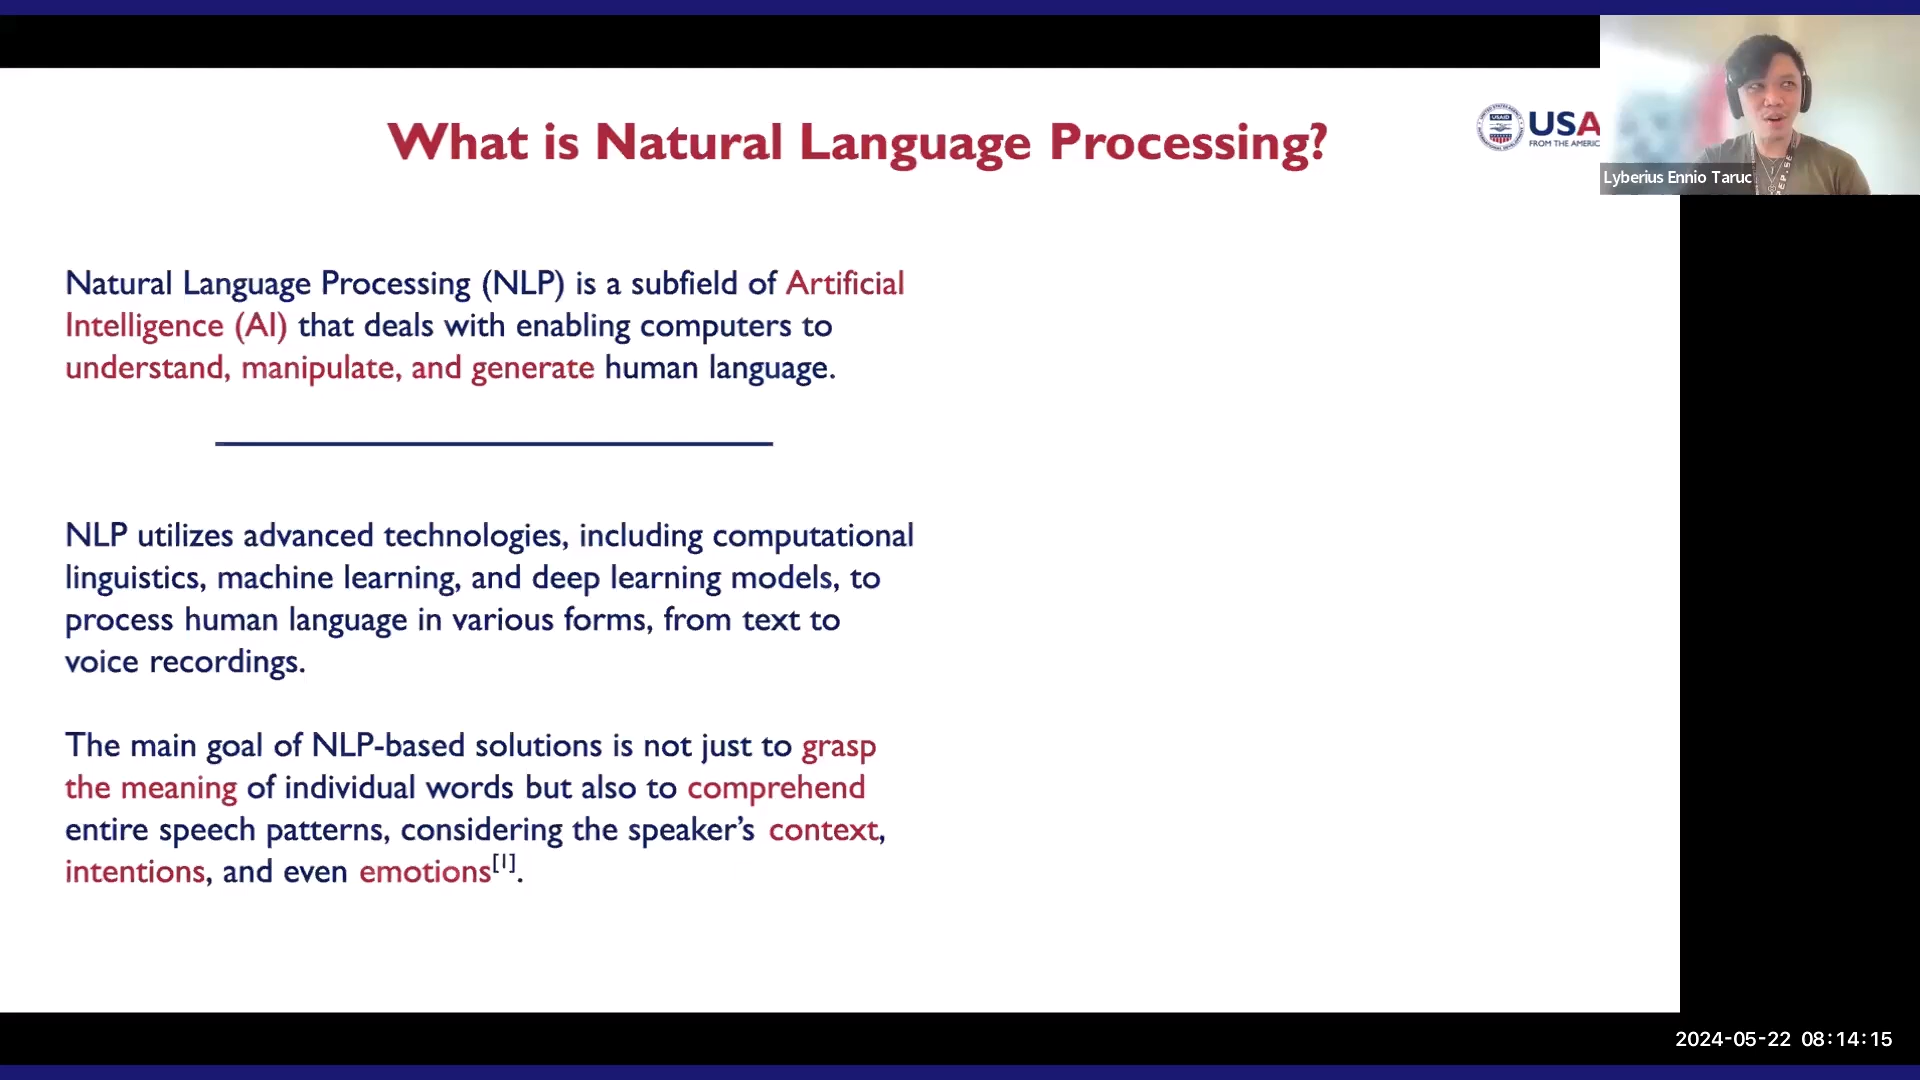 What is Natural Language Processing?
USAID
USA
FROM THE AMERIC
Lyberius Ennio Taruc
Natural Language Processing (NLP) is a subfield of Artificial
Intelligence (AI) that deals with enabling computers to
understand, manipulate, and generate human language.
NLP utilizes advanced technologies, including computational
linguistics, machine learning, and deep learning models, to
process human language in various forms, from text to
voice recordings.
The main goal of NLP-based solutions is not just to grasp
the meaning of individual words but also to comprehend
entire speech patterns, considering the speaker’s context,
intentions, and even emotions[1].
2024-05-22 08:14:15